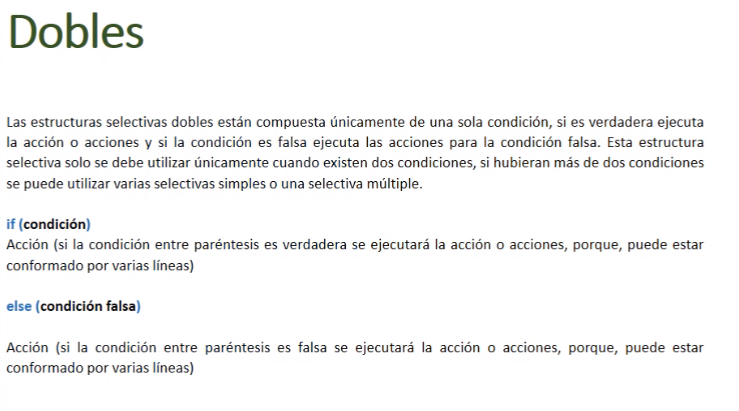 Dobles
Las estructuras selectivas dobles están compuesta únicamente de una sola condición, si es verdadera ejecuta
la acción o acciones y si la condición es falsa ejecuta las acciones para la condición falsa. Esta estructura
selectiva solo se debe utilizar únicamente cuando existen dos condiciones, si hubieran más de dos condiciones
se puede utilizar varias selectivas simples o una selectiva múltiple.
if (condición)
Acción (si la condición entre paréntesis es verdadera se ejecutará la acción o acciones, porque, puede estar
conformado por varias líneas)
else (condición falsa)
Acción (si la condición entre paréntesis es falsa se ejecutará la acción o acciones, porque, puede estar
conformado por varias líneas)